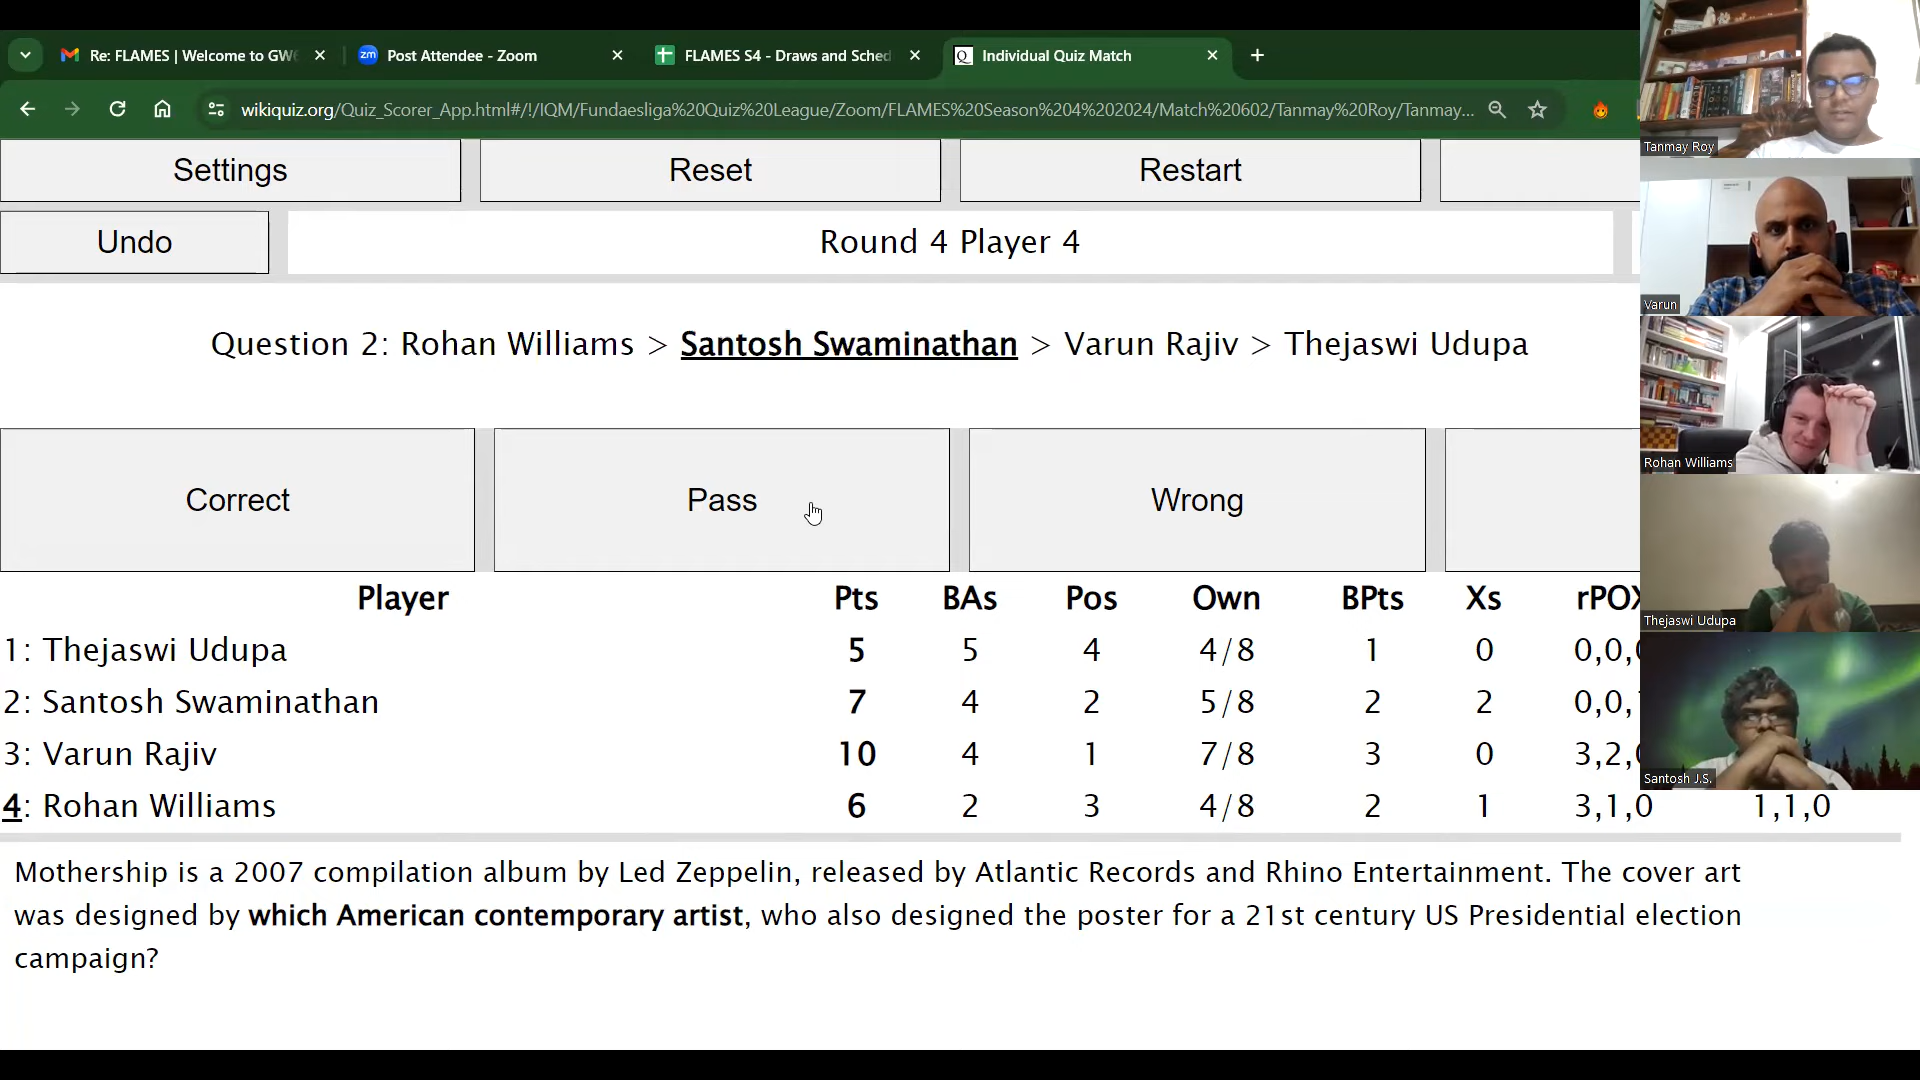 Re: FLAMES | Welcome to GW
Post Attendee - Zoom
FLAMES S4 - Draws and Sched
Individual Quiz Match
wikiquiz.org/Quiz_Scorer_App.html#/!/IQM/Fundaesliga%20Quiz%20League/Zoom/FLAMES%20Season%204%202024/Match%20602/Tanmay%20Roy/Tanmay...
Settings
Reset
Restart
Undo
Round 4 Player 4
Question 2: Rohan Williams > Santosh Swaminathan > Varun Rajiv > Thejaswi Udupa
Correct
Pass
Wrong
Player Pts BAs Pos Own BPts Xs rPOX
1: Thejaswi Udupa 5 5 4 4/8 1 0 0,0,
2: Santosh Swaminathan 7 4 2 5/8 2 2 0,0,
3: Varun Rajiv 10 4 1 7/8 3 0 3,2,
4: Rohan Williams 6 2 3 4/8 2 1 3,1,0 1,1,0
Mothership is a 2007 compilation album by Led Zeppelin, released by Atlantic Records and Rhino Entertainment. The cover art
was designed by which American contemporary artist, who also designed the poster for a 21st century US Presidential election
campaign?
Tanmay Roy
Varun
Rohan Williams
Thejaswi Udupa
Santosh J.S.